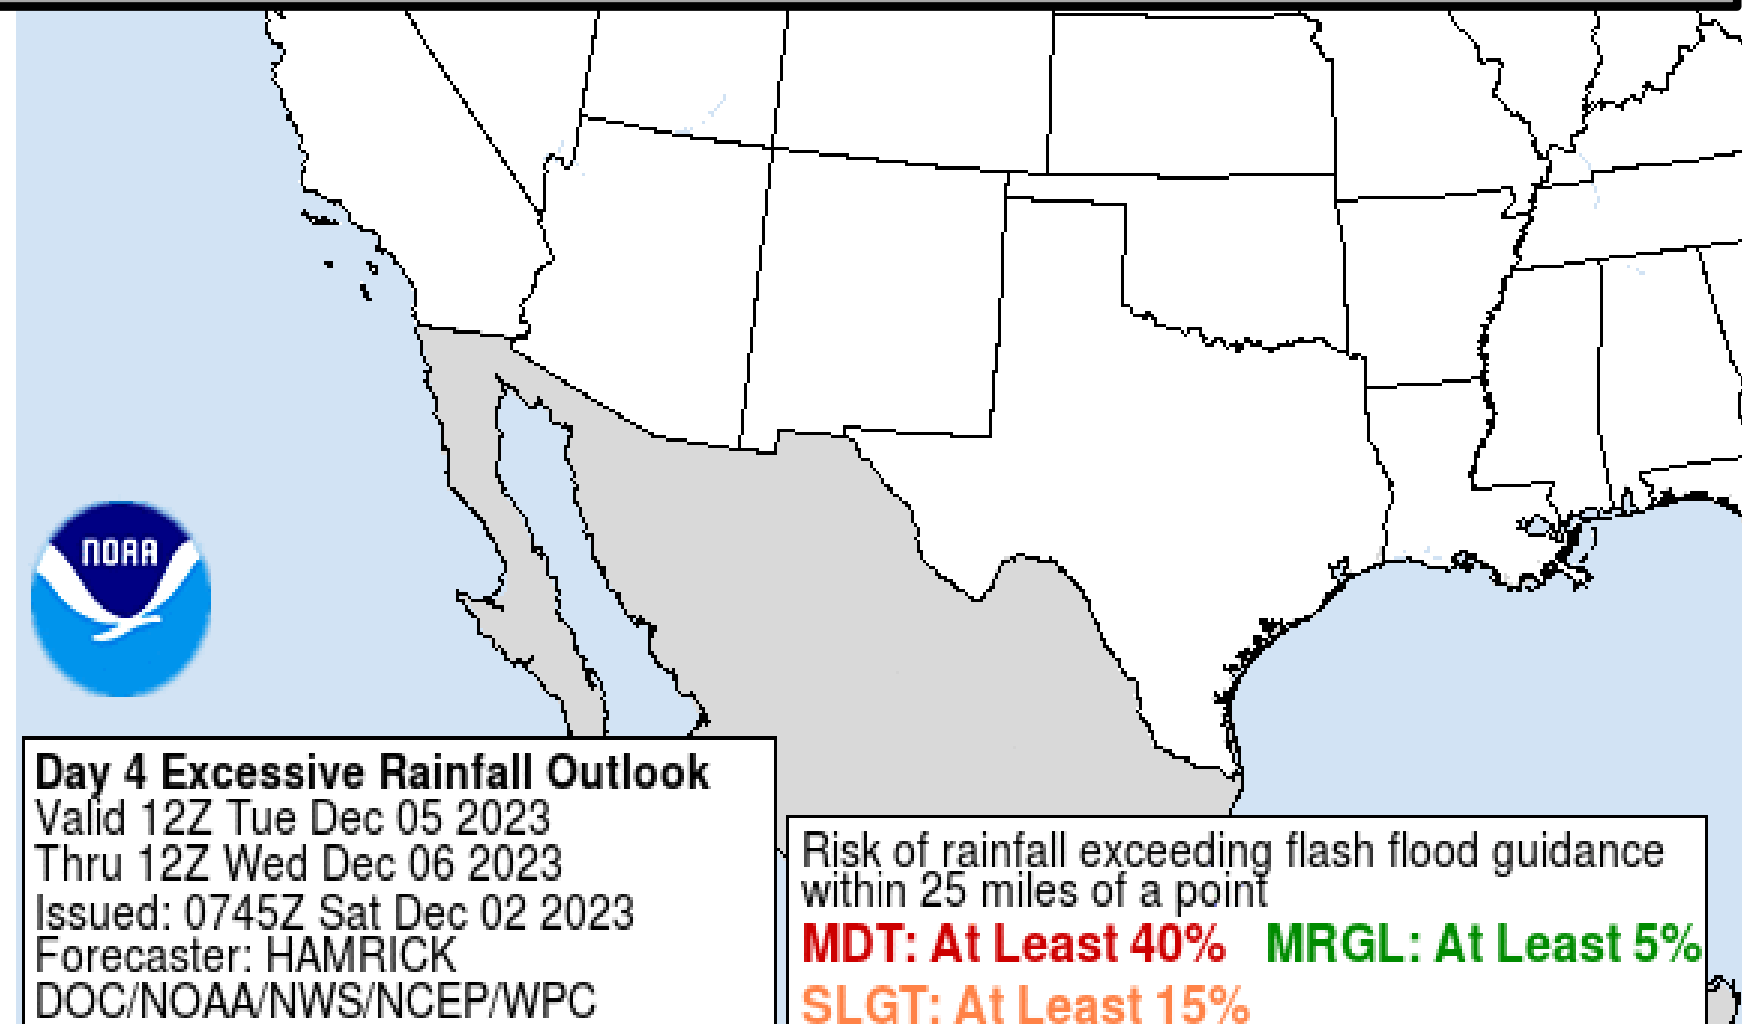 NOAA
Day 4 Excessive Rainfall Outlook
Valid 12Z Tue Dec 05 2023
Thru 12Z Wed Dec 06 2023
Issued: 0745Z Sat Dec 02 2023
Forecaster: HAMRICK
DOC/NOAA/NWS/NCEP/WPC
Risk of rainfall exceeding flash flood guidance
within 25 miles of a point
MDT: At Least 40% MRGL: At Least 5%
SLGT: At Least 15%